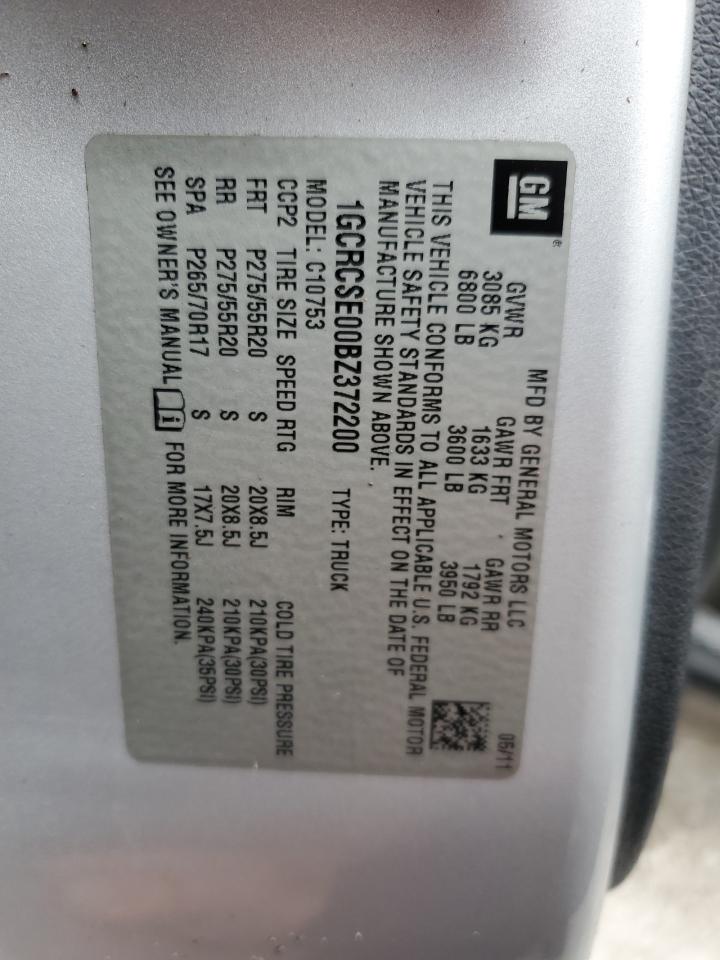 GM®
MFD BY GENERAL MOTORS LLC 05/11
GVWR GAWR FRT GAWR RR
3085 KG 1633 KG 1792 KG
6800 LB 3600 LB 3950 LB
THIS VEHICLE CONFORMS TO ALL APPLICABLE U.S. FEDERAL MOTOR
VEHICLE SAFETY STANDARDS IN EFFECT ON THE DATE OF
MANUFACTURE SHOWN ABOVE.
1GCRCSE00BZ372200 TYPE: TRUCK
MODEL: C10753
CCP2 TIRE SIZE SPEED RTG RIM COLD TIRE PRESSURE
FRT P275/55R20 S 20X8.5J 210KPA(30PSI)
RR P275/55R20 S 20X8.5J 210KPA(30PSI)
SPA P265/70R17 S 17X7.5J 240KPA(35PSI)
SEE OWNER'S MANUAL i FOR MORE INFORMATION.